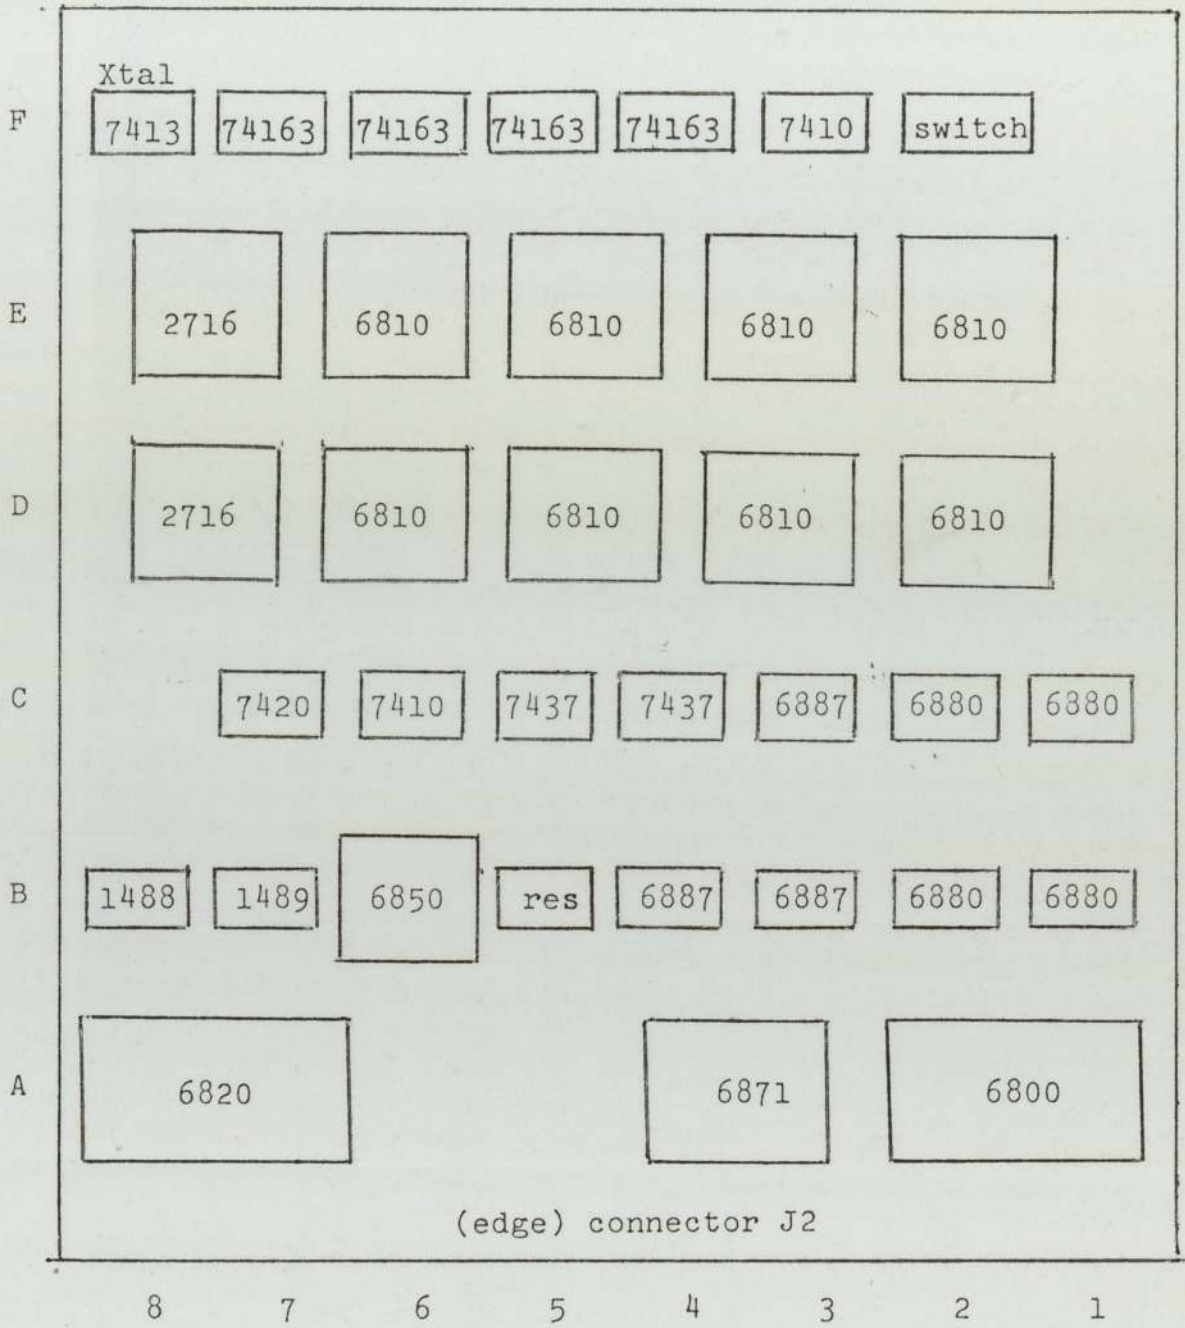 Xtal
F 7413 74163 74163 74163 74163 7410 switch
E 2716 6810 6810 6810 6810
D 2716 6810 6810 6810 6810
C 7420 7410 7437 7437 6887 6880 6880
B 1488 1489 6850 res 6887 6887 6880 6880
A 6820 6871 6800
(edge) connector J2
8 7 6 5 4 3 2 1